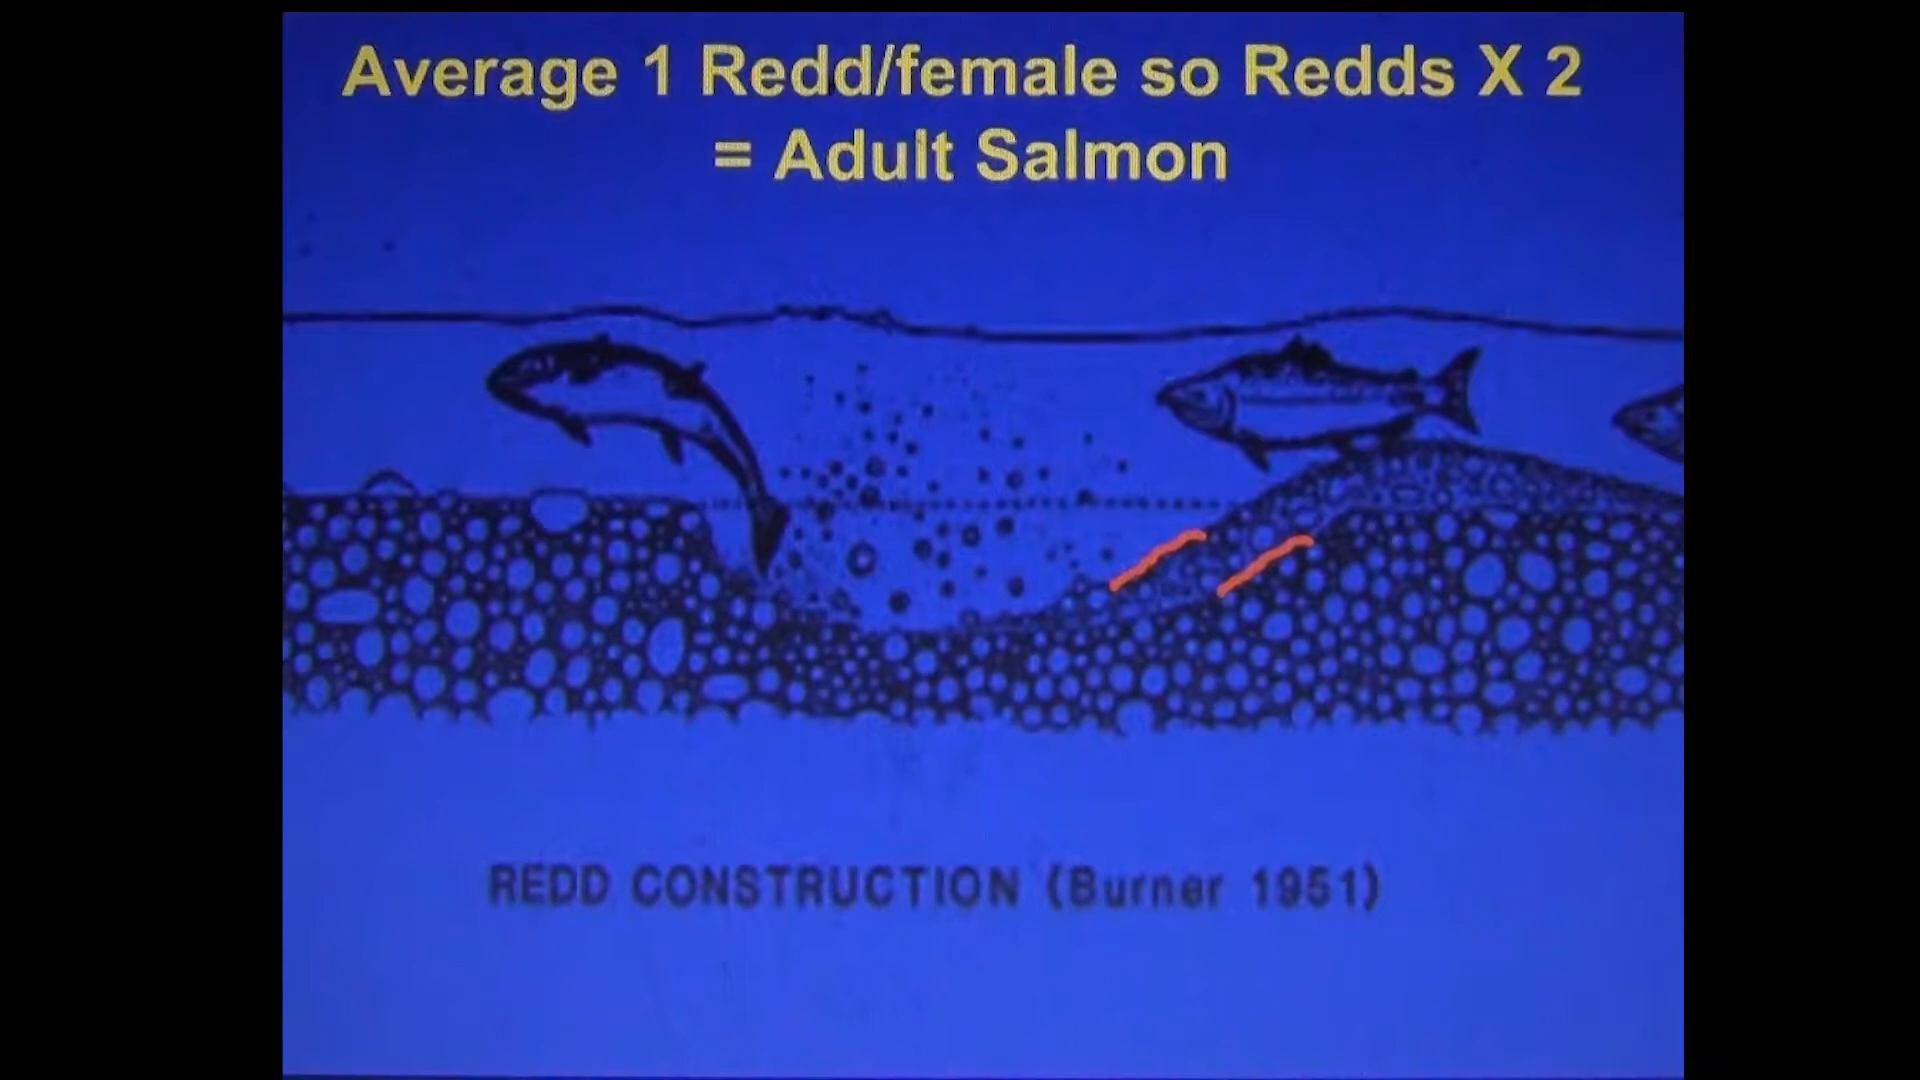 Average 1 Redd/female so Redds X 2
= Adult Salmon
REDD CONSTRUCTION (Burner 1951)